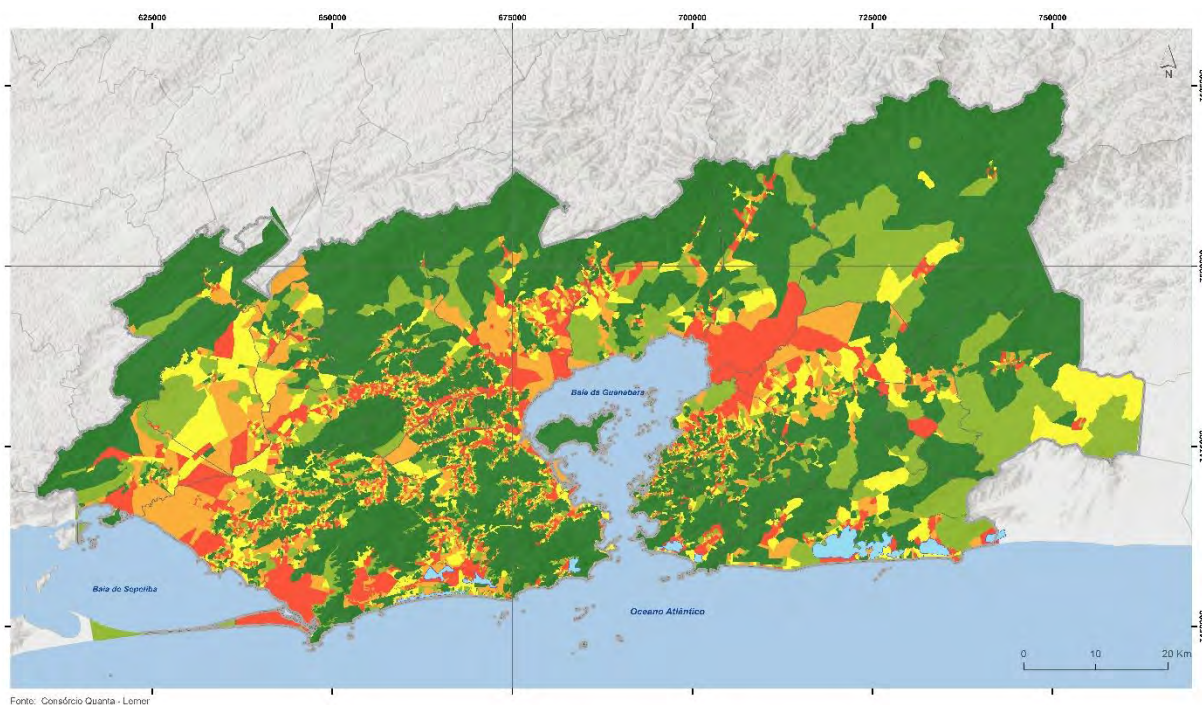 625000
650000
675000
700000
725000
750000
N
Baía da Guanabara
Baía de Sepetiba
Oceano Atlântico
0 10 20 Km
Fonte: Consórcio Quanta - Lerner